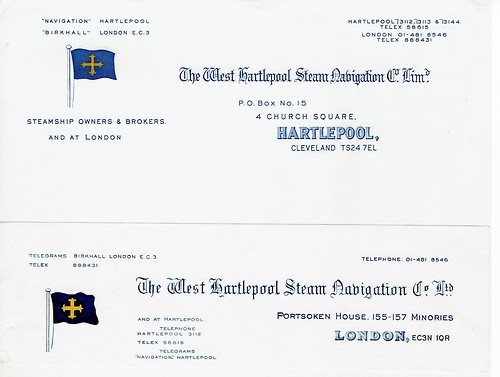 "NAVIGATION" HARTLEPOOL
"BIRKHALL" LONDON E.C.3
HARTLEPOOL 3112, 3113 & 3144
TELEX 58615
LONDON 01-481 8546
TELEX 888431
The West Hartlepool Steam Navigation Co. Limd.
P.O. BOX NO. 15
4 CHURCH SQUARE,
HARTLEPOOL,
CLEVELAND TS24 7EL
STEAMSHIP OWNERS & BROKERS.
AND AT LONDON
TELEGRAMS BIRKHALL LONDON E.C.3
TELEX 888431
TELEPHONE: 01-481 8546
The West Hartlepool Steam Navigation Co Ltd.
PORTSOKEN HOUSE, 155-157 MINORIES
LONDON, EC3N 1QR
AND AT HARTLEPOOL.
TELEPHONE
HARTLEPOOL 3112
TELEX 58615
TELEGRAMS
"NAVIGATION," HARTLEPOOL.